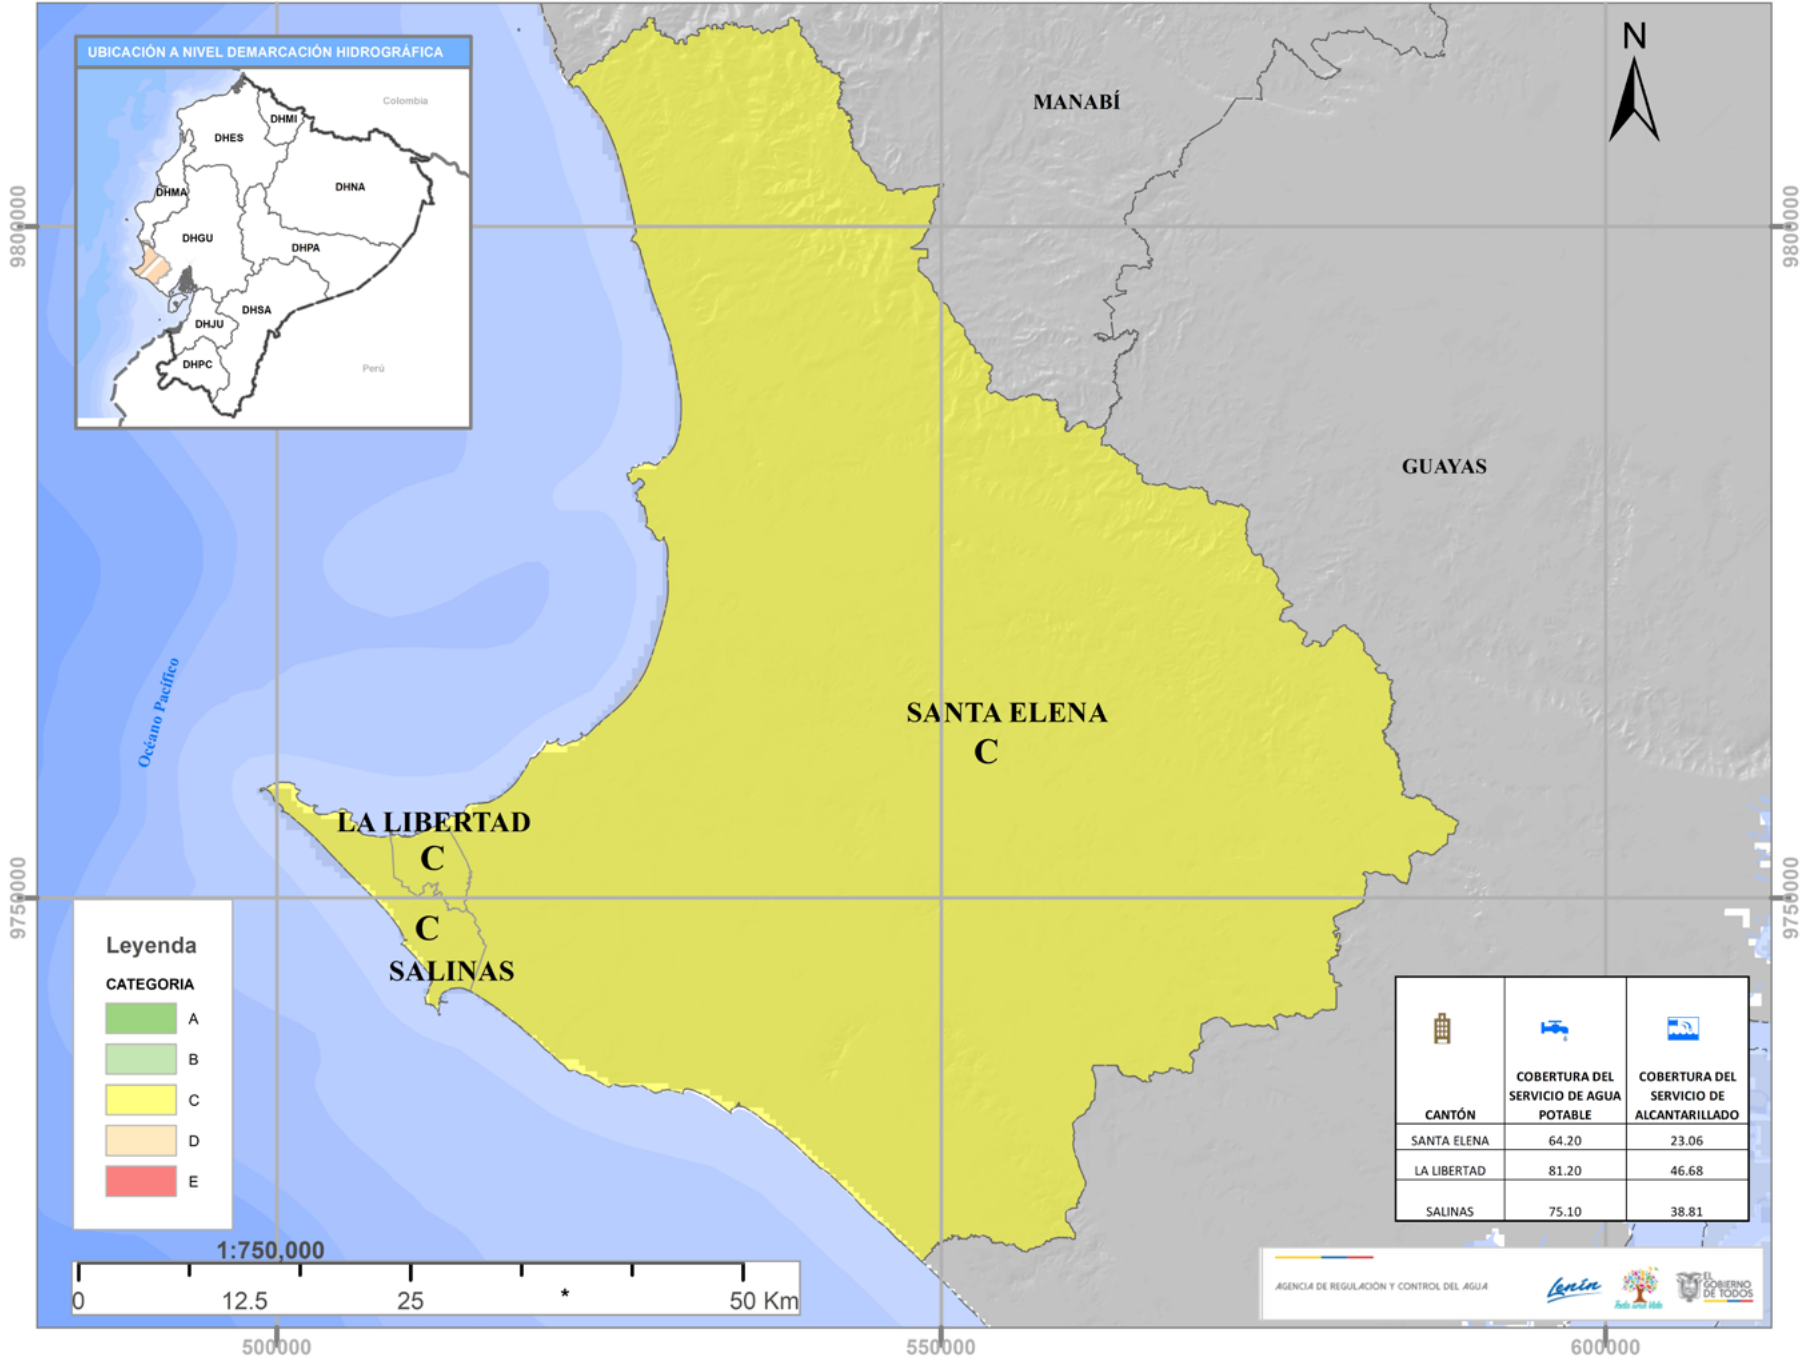 UBICACIÓN A NIVEL DEMARCACIÓN HIDROGRÁFICA
Colombia
DHMI
DHES
DHNA
DHMA
DHGU
DHPA
DHSA
DHJU
DHPC
Perú
N
MANABÍ
GUAYAS
9800000
9800000
Océano Pacífico
SANTA ELENA
C
LA LIBERTAD
C
C
SALINAS
9750000
9750000
Leyenda
CATEGORIA
A
B
C
D
E
CANTÓN
COBERTURA DEL
SERVICIO DE AGUA
POTABLE
COBERTURA DEL
SERVICIO DE
ALCANTARILLADO
SANTA ELENA 64.20 23.06
LA LIBERTAD 81.20 46.68
SALINAS 75.10 38.81
1:750,000
0 12.5 25 * 50 Km
AGENCIA DE REGULACIÓN Y CONTROL DEL AGUA
Lenín
Toda una Vida
EL
GOBIERNO
DE TODOS
500000 550000 600000